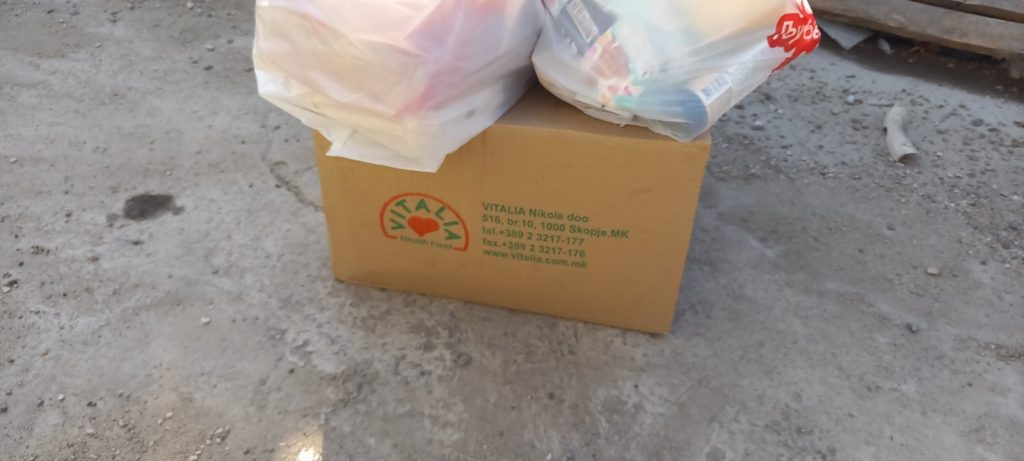 VITALIA
Health Food
VITALIA Nikola doo
516, br.10, 1000 Skopje,MK
tel.+389 2 3217-177
fax.+389 2 3217-176
www.vitalia.com.mk